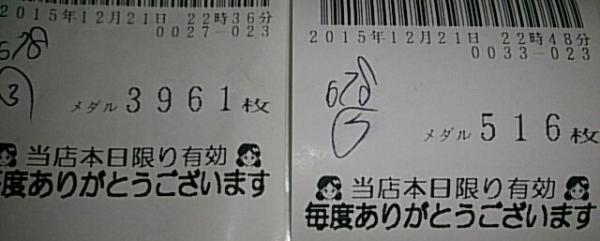 2015年12月21日 22時36分
0027-023
678
3
メダル 3961枚
当店本日限り有効
毎度ありがとうございます
2015年12月21日 22時48分
0033-023
678
3
メダル 516枚
当店本日限り有効
毎度ありがとうございます